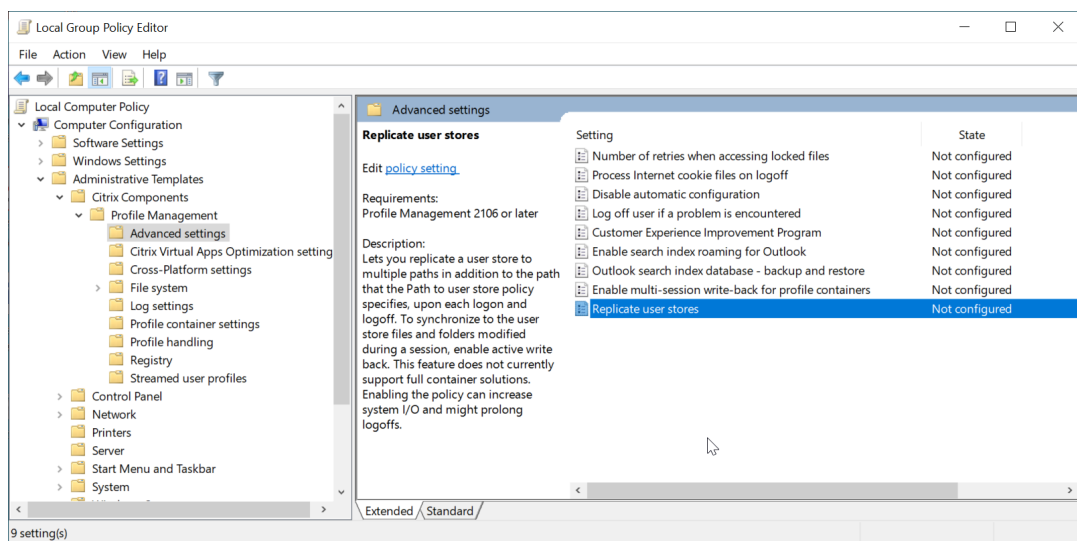 Local Group Policy Editor
File Action View Help
Local Computer Policy
Computer Configuration
Software Settings
Windows Settings
Administrative Templates
Citrix Components
Profile Management
Advanced settings
Citrix Virtual Apps Optimization setting
Cross-Platform settings
File system
Log settings
Profile container settings
Profile handling
Registry
Streamed user profiles
Control Panel
Network
Printers
Server
Start Menu and Taskbar
System
Advanced settings
Replicate user stores
Edit policy setting
Requirements:
Profile Management 2106 or later
Description:
Lets you replicate a user store to
multiple paths in addition to the path
that the Path to user store policy
specifies, upon each logon and
logoff. To synchronize to the user
store files and folders modified
during a session, enable active write
back. This feature does not currently
support full container solutions.
Enabling the policy can increase
system I/O and might prolong
logoffs.
Setting State
Number of retries when accessing locked files Not configured
Process Internet cookie files on logoff Not configured
Disable automatic configuration Not configured
Log off user if a problem is encountered Not configured
Customer Experience Improvement Program Not configured
Enable search index roaming for Outlook Not configured
Outlook search index database - backup and restore Not configured
Enable multi-session write-back for profile containers Not configured
Replicate user stores Not configured
Extended Standard
9 setting(s)